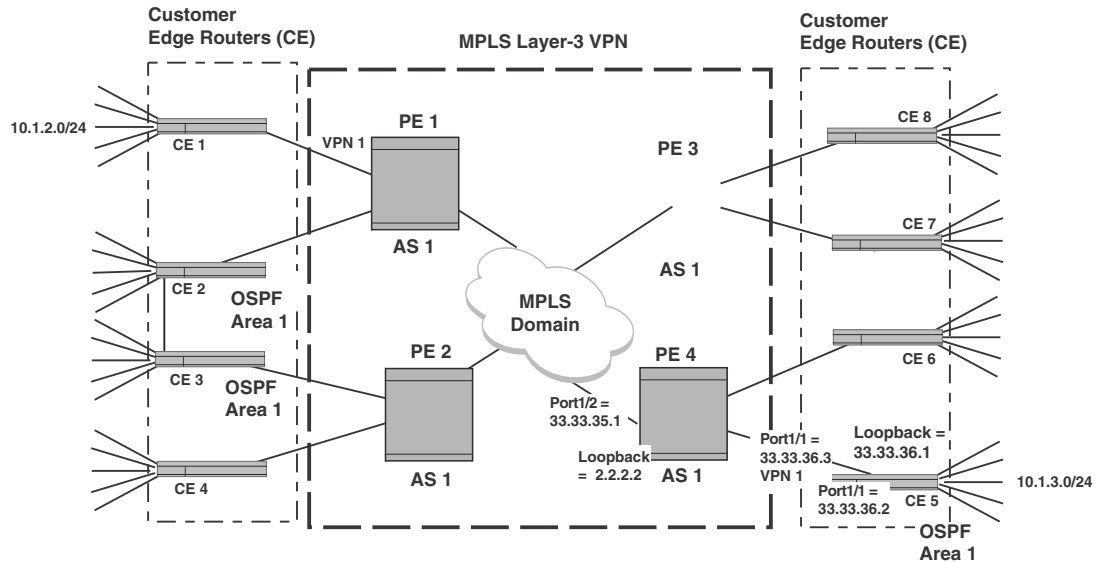 Customer
Edge Routers (CE)
MPLS Layer-3 VPN
Customer
Edge Routers (CE)
10.1.2.0/24
CE 1
VPN 1
PE 1
AS 1
PE 3
AS 1
CE 8
CE 7
CE 2
OSPF
Area 1
MPLS
Domain
CE 3
OSPF
Area 1
PE 2
AS 1
PE 4
AS 1
CE 6
Port1/2 =
33.33.35.1
Loopback
= 2.2.2.2
Port1/1 =
33.33.36.3
VPN 1
Loopback =
33.33.36.1
CE 4
Port1/1 =
33.33.36.2
CE 5
10.1.3.0/24
OSPF
Area 1